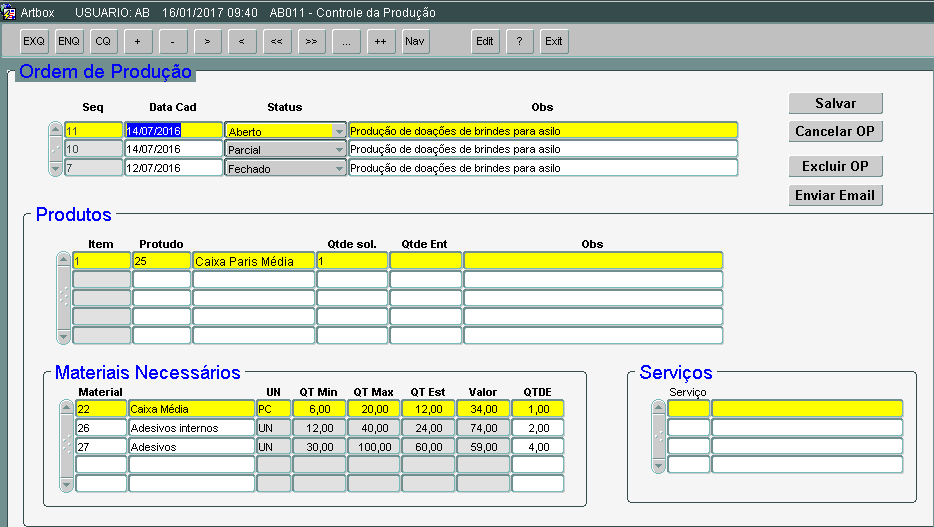 Artbox USUARIO: AB 16/01/2017 09:40 AB011 - Controle da Produção
EXQ ENQ CQ + - > < << >> ... ++ Nav Edit ? Exit
Ordem de Produção
Seq Data Cad Status Obs
11 14/07/2016 Aberto Produção de doações de brindes para asilo
10 14/07/2016 Parcial Produção de doações de brindes para asilo
7 12/07/2016 Fechado Produção de doações de brindes para asilo
Salvar
Cancelar OP
Excluir OP
Enviar Email
Produtos
Item Protudo Qtde sol. Qtde Ent Obs
1 25 Caixa Paris Média 1
Materiais Necessários
Material UN QT Min QT Max QT Est Valor QTDE
22 Caixa Média PC 6,00 20,00 12,00 34,00 1,00
26 Adesivos internos UN 12,00 40,00 24,00 74,00 2,00
27 Adesivos UN 30,00 100,00 60,00 59,00 4,00
Serviços
Serviço